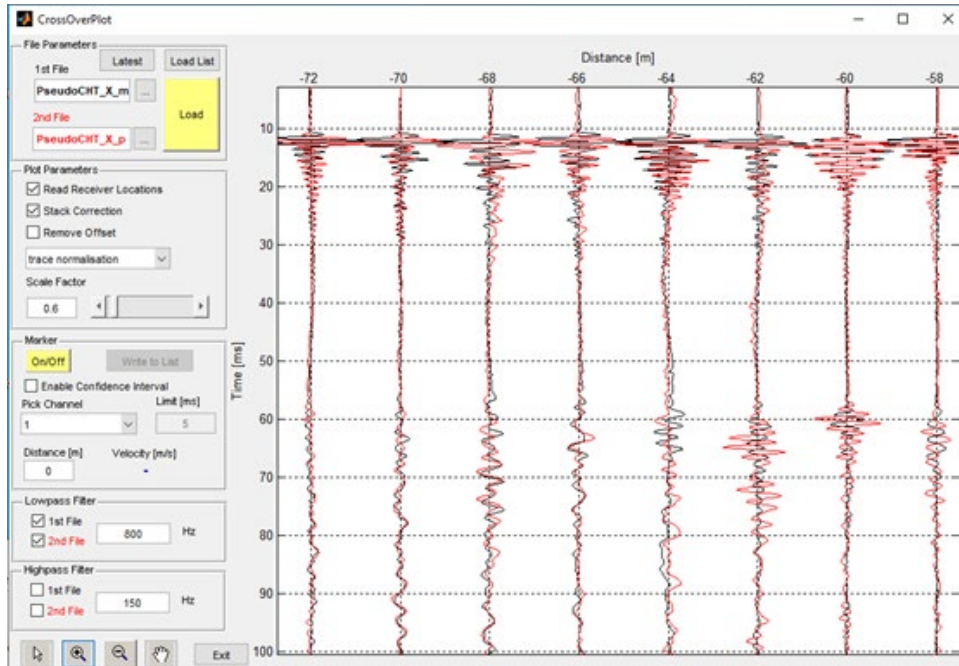 CrossOverPlot
File Parameters
Latest
Load List
1st File
PseudoCHT_X_m
...
Load
2nd File
PseudoCHT_X_p
...
Plot Parameters
Read Receiver Locations
Stack Correction
Remove Offset
trace normalisation
Scale Factor
0.6
Marker
On/Off
Write to List
Enable Confidence Interval
Pick Channel
Limit [ms]
1
5
Distance [m]
Velocity [m/s]
0
-
Lowpass Filter
1st File
2nd File
800
Hz
Highpass Filter
1st File
2nd File
150
Hz
Exit
Distance [m]
-72 -70 -68 -66 -64 -62 -60 -58
Time [ms]
10
20
30
40
50
60
70
80
90
100